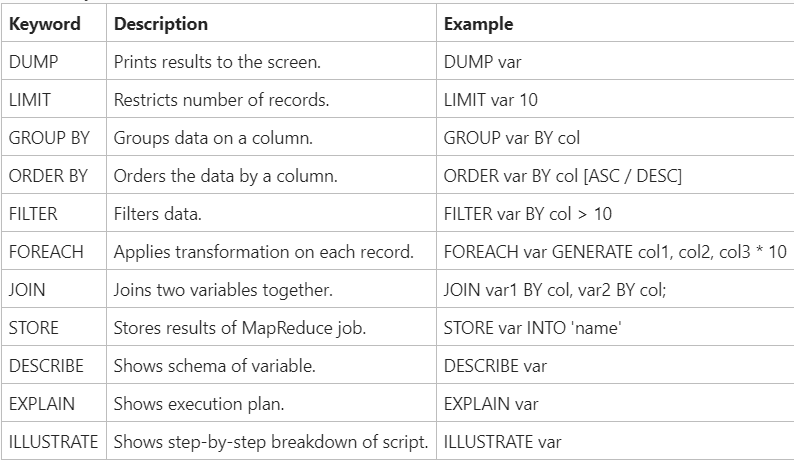 Keyword Description Example
DUMP Prints results to the screen. DUMP var
LIMIT Restricts number of records. LIMIT var 10
GROUP BY Groups data on a column. GROUP var BY col
ORDER BY Orders the data by a column. ORDER var BY col [ASC / DESC]
FILTER Filters data. FILTER var BY col > 10
FOREACH Applies transformation on each record. FOREACH var GENERATE col1, col2, col3 * 10
JOIN Joins two variables together. JOIN var1 BY col, var2 BY col;
STORE Stores results of MapReduce job. STORE var INTO 'name'
DESCRIBE Shows schema of variable. DESCRIBE var
EXPLAIN Shows execution plan. EXPLAIN var
ILLUSTRATE Shows step-by-step breakdown of script. ILLUSTRATE var